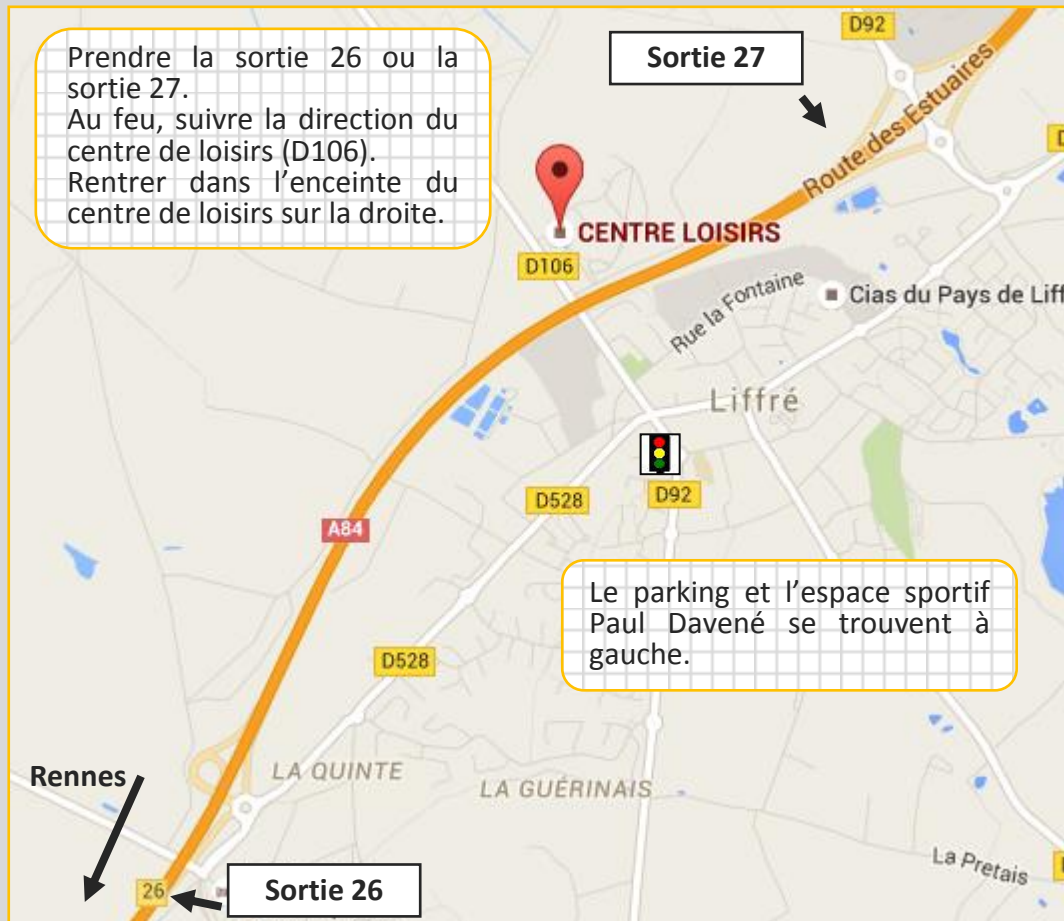 Prendre la sortie 26 ou la
sortie 27.
Au feu, suivre la direction du
centre de loisirs (D106).
Rentrer dans l’enceinte du
centre de loisirs sur la droite.
D92
Sortie 27
Route des Estuaires
CENTRE LOISIRS
D106
Rue la Fontaine
Cias du Pays de Liff
Liffré
D528
D92
A84
Le parking et l’espace sportif
Paul Davené se trouvent à
gauche.
D528
LA QUINTE
Rennes
LA GUÉRINAIS
La Pretais
26
Sortie 26